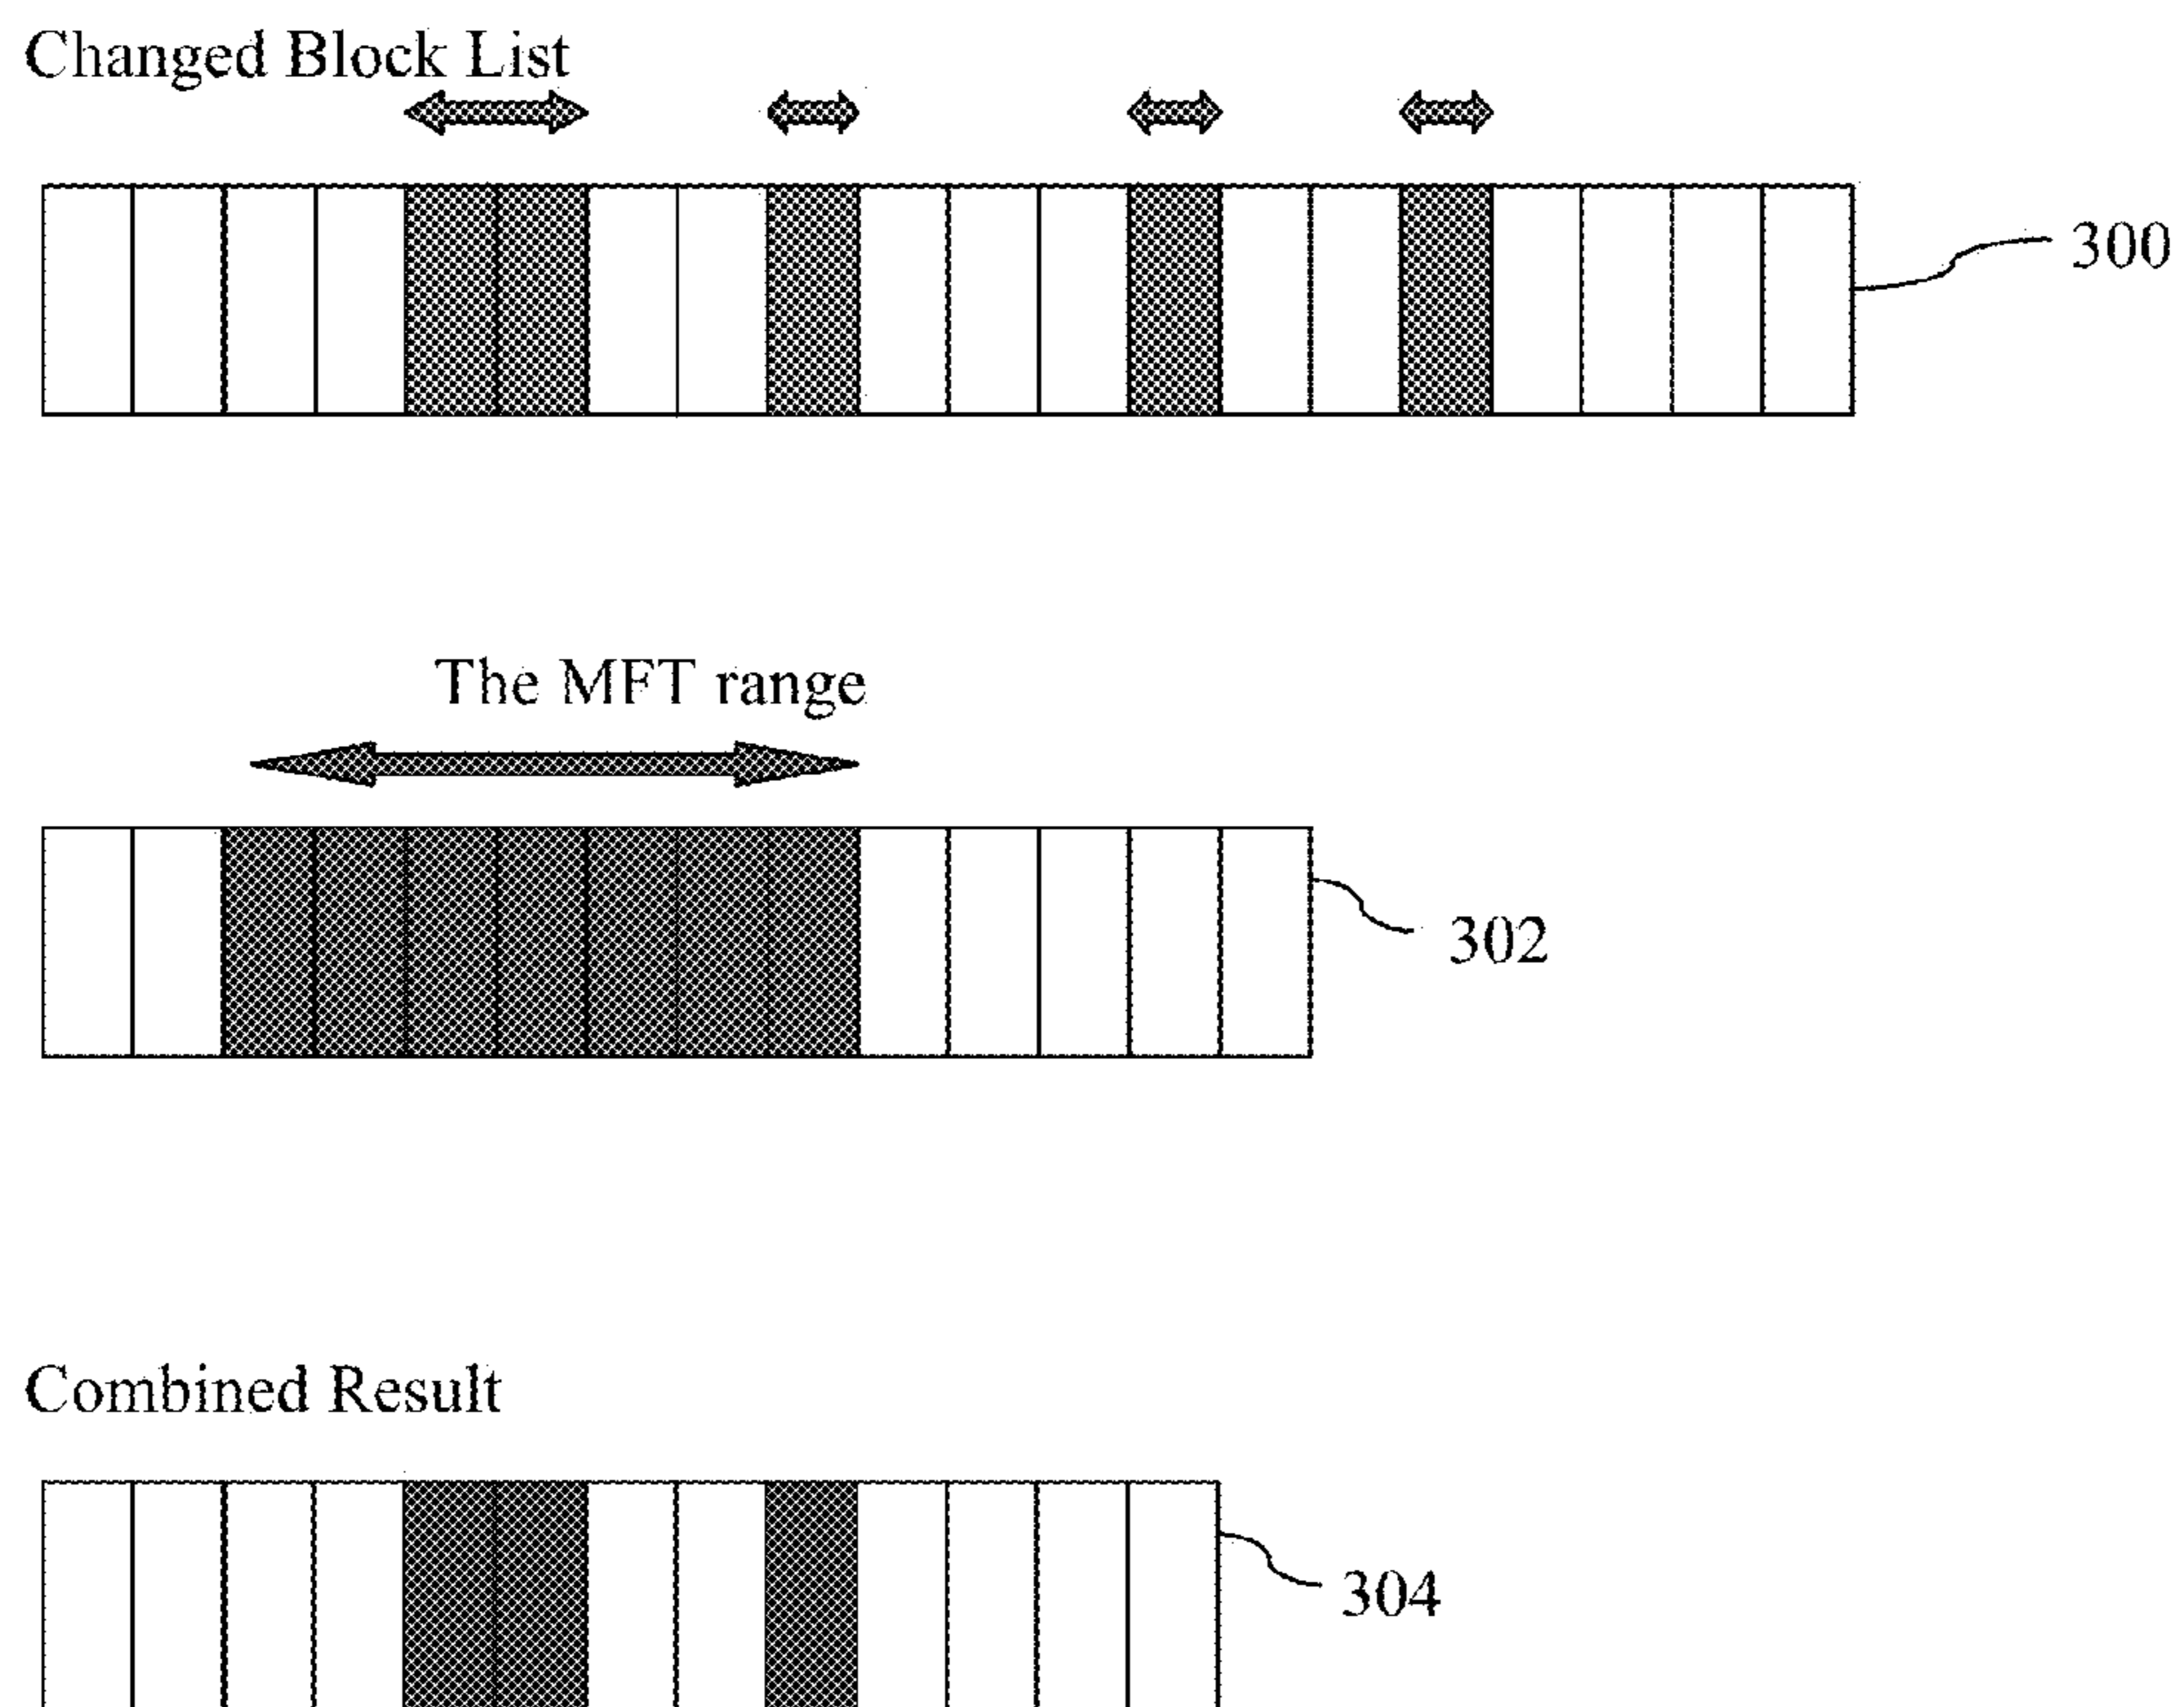 Changed Block List
300
The MFT range
302
Combined Result
304